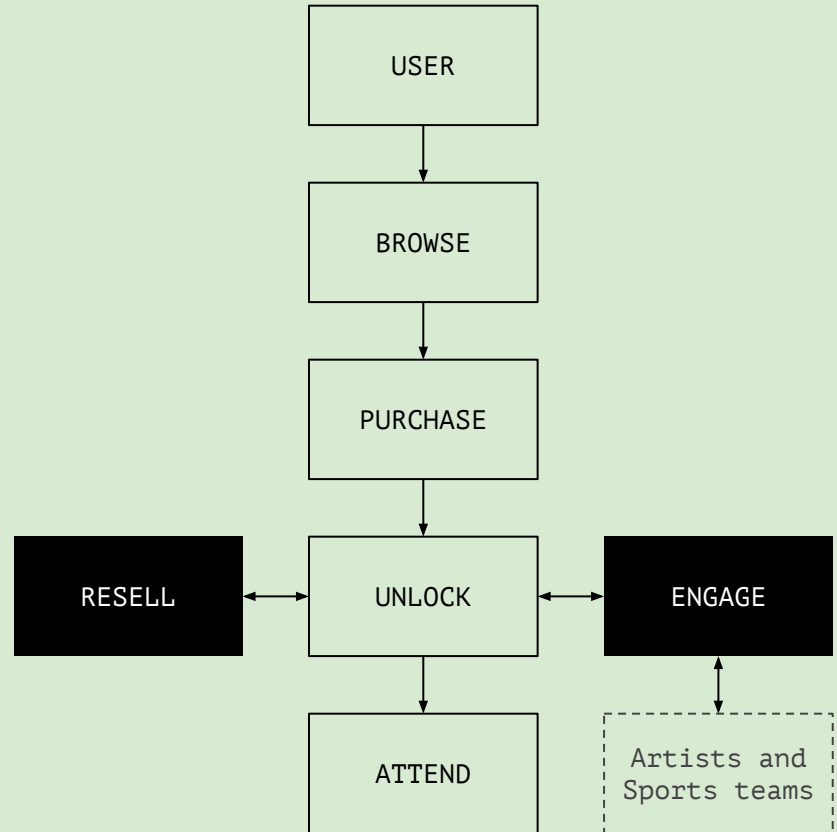 USER
BROWSE
PURCHASE
RESELL
UNLOCK
ENGAGE
ATTEND
Artists and
Sports teams